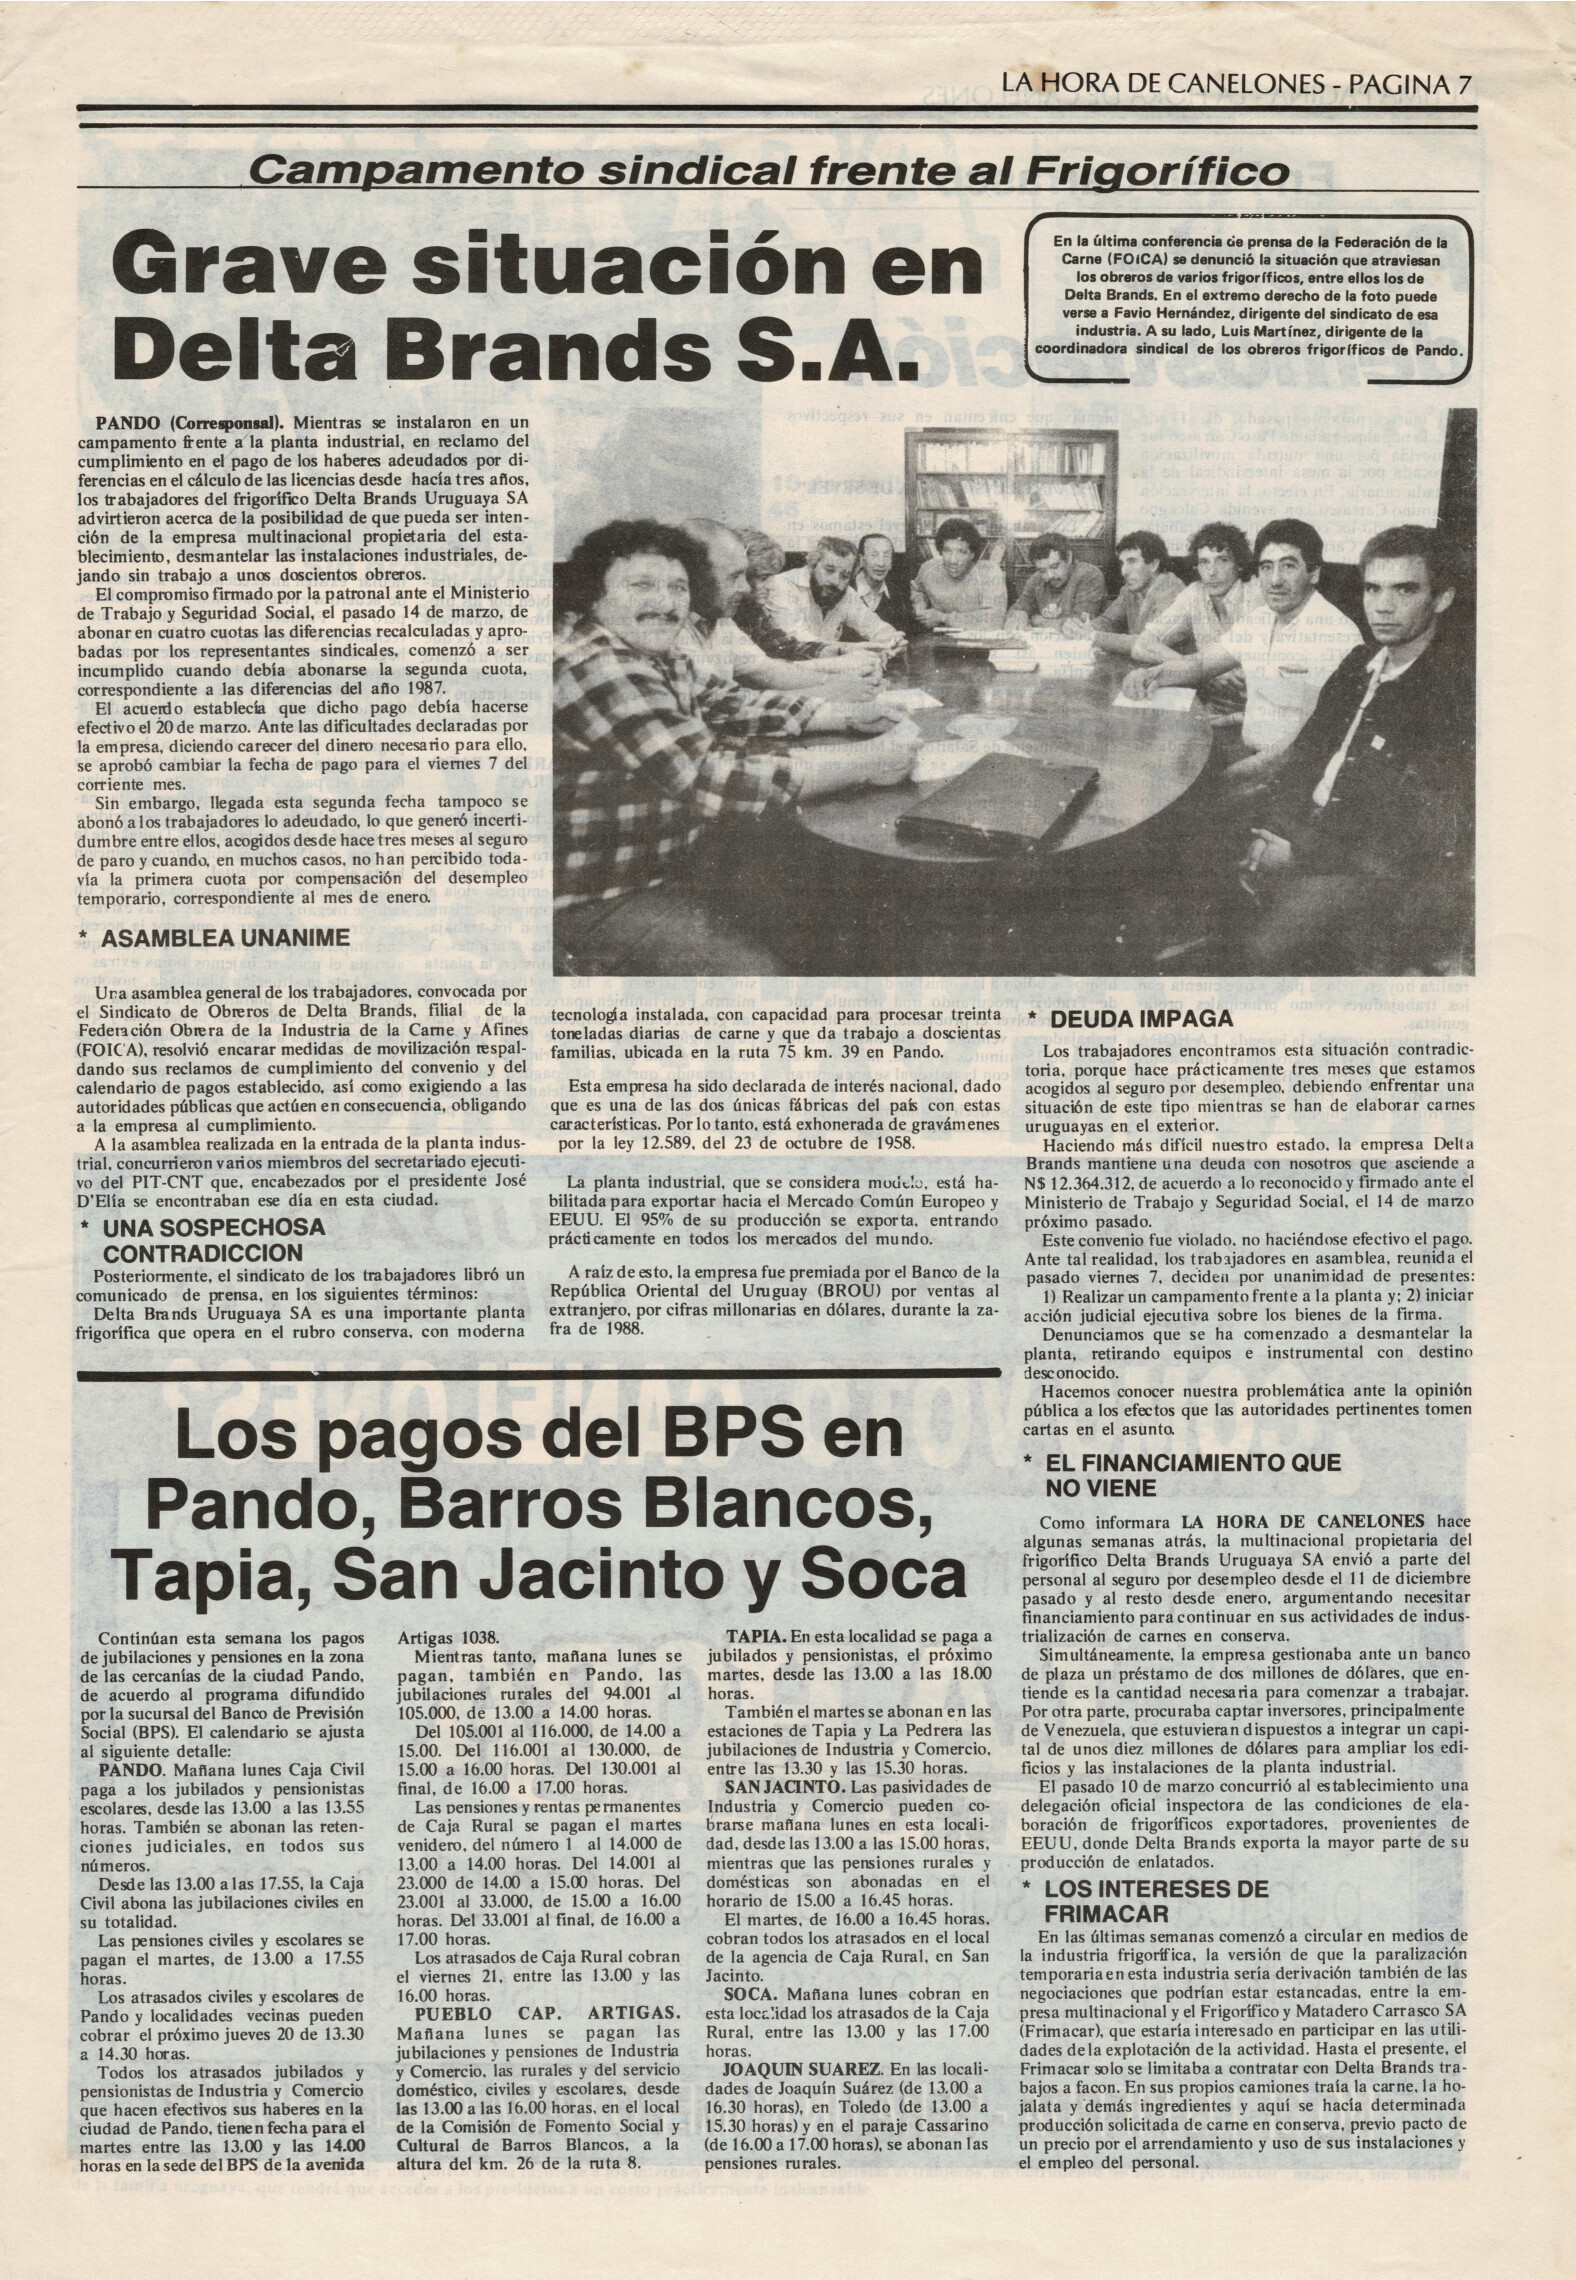 LA HORA DE CANELONES - PAGINA 7
Campamento sindical frente al Frigorífico
Grave situación en
Delta Brands S.A.
En la última conferencia de prensa de la Federación de la
Carne (FOICA) se denunció la situación que atraviesan
los obreros de varios frigoríficos, entre ellos los de
Delta Brands. En el extremo derecho de la foto puede
verse a Favio Hernández, dirigente del sindicato de esa
industria. A su lado, Luis Martínez, dirigente de la
coordinadora sindical de los obreros frigoríficos de Pando.
PANDO (Corresponsal). Mientras se instalaron en un
campamento frente a la planta industrial, en reclamo del
cumplimiento en el pago de los haberes adeudados por di-
ferencias en el cálculo de las licencias desde hacía tres años,
los trabajadores del frigorífico Delta Brands Uruguaya SA
advirtieron acerca de la posibilidad de que pueda ser inten-
ción de la empresa multinacional propietaria del esta-
blecimiento, desmantelar las instalaciones industriales, de-
jando sin trabajo a unos doscientos obreros.
El compromiso firmado por la patronal ante el Ministerio
de Trabajo y Seguridad Social, el pasado 14 de marzo, de
abonar en cuatro cuotas las diferencias recalculadas y apro-
badas por los representantes sindicales, comenzó a ser
incumplido cuando debía abonarse la segunda cuota,
correspondiente a las diferencias del año 1987.
El acuerdo establecía que dicho pago debía hacerse
efectivo el 20 de marzo. Ante las dificultades declaradas por
la empresa, diciendo carecer del dinero necesario para ello,
se aprobó cambiar la fecha de pago para el viernes 7 del
corriente mes.
Sin embargo, llegada esta segunda fecha tampoco se
abonó a los trabajadores lo adeudado, lo que generó incerti-
dumbre entre ellos, acogidos desde hace tres meses al seguro
de paro y cuando, en muchos casos, no han percibido toda-
vía la primera cuota por compensación del desempleo
temporario, correspondiente al mes de enero.
* ASAMBLEA UNANIME
Una asamblea general de los trabajadores, convocada por
el Sindicato de Obreros de Delta Brands, filial de la
Federación Obrera de la Industria de la Carne y Afines
(FOICA), resolvió encarar medidas de movilización respal-
dando sus reclamos de cumplimiento del convenio y del
calendario de pagos establecido, así como exigiendo a las
autoridades públicas que actúen en consecuencia, obligando
a la empresa al cumplimiento.
A la asamblea realizada en la entrada de la planta indus-
trial, concurrieron varios miembros del secretariado ejecuti-
vo del PIT-CNT que, encabezados por el presidente José
D'Elía se encontraban ese día en esta ciudad.
* UNA SOSPECHOSA
CONTRADICCION
Posteriormente, el sindicato de los trabajadores libró un
comunicado de prensa, en los siguientes términos:
Delta Brands Uruguaya SA es una importante planta
frigorífica que opera en el rubro conserva, con moderna
tecnología instalada, con capacidad para procesar treinta
toneladas diarias de carne y que da trabajo a doscientas
familias, ubicada en la ruta 75 km. 39 en Pando.
Esta empresa ha sido declarada de interés nacional, dado
que es una de las dos únicas fábricas del país con estas
características. Por lo tanto, está exhonerada de gravámenes
por la ley 12.589, del 23 de octubre de 1958.
La planta industrial, que se considera modelo, está ha-
bilitada para exportar hacia el Mercado Común Europeo y
EEUU. El 95% de su producción se exporta, entrando
prácticamente en todos los mercados del mundo.
A raíz de esto, la empresa fue premiada por el Banco de la
República Oriental del Uruguay (BROU) por ventas al
extranjero, por cifras millonarias en dólares, durante la za-
fra de 1988.
* DEUDA IMPAGA
Los trabajadores encontramos esta situación contradic-
toria, porque hace prácticamente tres meses que estamos
acogidos al seguro por desempleo, debiendo enfrentar una
situación de este tipo mientras se han de elaborar carnes
uruguayas en el exterior.
Haciendo más difícil nuestro estado, la empresa Delta
Brands mantiene una deuda con nosotros que asciende a
N$ 12.364.312, de acuerdo a lo reconocido y firmado ante el
Ministerio de Trabajo y Seguridad Social, el 14 de marzo
próximo pasado.
Este convenio fue violado, no haciéndose efectivo el pago.
Ante tal realidad, los trabajadores en asamblea, reunida el
pasado viernes 7, deciden por unanimidad de presentes:
1) Realizar un campamento frente a la planta y; 2) iniciar
acción judicial ejecutiva sobre los bienes de la firma.
Denunciamos que se ha comenzado a desmantelar la
planta, retirando equipos e instrumental con destino
desconocido.
Hacemos conocer nuestra problemática ante la opinión
pública a los efectos que las autoridades pertinentes tomen
cartas en el asunto.
* EL FINANCIAMIENTO QUE
NO VIENE
Como informara LA HORA DE CANELONES hace
algunas semanas atrás, la multinacional propietaria del
frigorífico Delta Brands Uruguaya SA envió a parte del
personal al seguro por desempleo desde el 11 de diciembre
pasado y al resto desde enero, argumentando necesitar
financiamiento para continuar en sus actividades de indus-
trialización de carnes en conserva.
Simultáneamente, la empresa gestionaba ante un banco
de plaza un préstamo de dos millones de dólares, que en-
tiende es la cantidad necesaria para comenzar a trabajar.
Por otra parte, procuraba captar inversores, principalmente
de Venezuela, que estuvieran dispuestos a integrar un capi-
tal de unos diez millones de dólares para ampliar los edi-
ficios y las instalaciones de la planta industrial.
El pasado 10 de marzo concurrió al establecimiento una
delegación oficial inspectora de las condiciones de ela-
boración de frigoríficos exportadores, provenientes de
EEUU, donde Delta Brands exporta la mayor parte de su
producción de enlatados.
* LOS INTERESES DE
FRIMACAR
En las últimas semanas comenzó a circular en medios de
la industria frigorífica, la versión de que la paralización
temporaria en esta industria sería derivación también de las
negociaciones que podrían estar estancadas, entre la em-
presa multinacional y el Frigorífico y Matadero Carrasco SA
(Frimacar), que estaría interesado en participar en las utili-
dades de la explotación de la actividad. Hasta el presente, el
Frimacar solo se limitaba a contratar con Delta Brands tra-
bajos a facon. En sus propios camiones traía la carne, la ho-
jalata y demás ingredientes y aquí se hacía determinada
producción solicitada de carne en conserva, previo pacto de
un precio por el arrendamiento y uso de sus instalaciones y
el empleo del personal.
Los pagos del BPS en
Pando, Barros Blancos,
Tapia, San Jacinto y Soca
Continúan esta semana los pagos
de jubilaciones y pensiones en la zona
de las cercanías de la ciudad Pando,
de acuerdo al programa difundido
por la sucursal del Banco de Previsión
Social (BPS). El calendario se ajusta
al siguiente detalle:
PANDO. Mañana lunes Caja Civil
paga a los jubilados y pensionistas
escolares, desde las 13.00 a las 13.55
horas. También se abonan las reten-
ciones judiciales, en todos sus
números.
Desde las 13.00 a las 17.55, la Caja
Civil abona las jubilaciones civiles en
su totalidad.
Las pensiones civiles y escolares se
pagan el martes, de 13.00 a 17.55
horas.
Los atrasados civiles y escolares de
Pando y localidades vecinas pueden
cobrar el próximo jueves 20 de 13.30
a 14.30 horas.
Todos los atrasados jubilados y
pensionistas de Industria y Comercio
que hacen efectivos sus haberes en la
ciudad de Pando, tienen fecha para el
martes entre las 13.00 y las 14.00
horas en la sede del BPS de la avenida
Artigas 1038.
Mientras tanto, mañana lunes se
pagan, también en Pando, las
jubilaciones rurales del 94.001 al
105.000, de 13.00 a 14.00 horas.
Del 105.001 al 116.000, de 14.00 a
15.00. Del 116.001 al 130.000, de
15.00 a 16.00 horas. Del 130.001 al
final, de 16.00 a 17.00 horas.
Las pensiones y rentas permanentes
de Caja Rural se pagan el martes
venidero, del número 1 al 14.000 de
13.00 a 14.00 horas. Del 14.001 al
23.000 de 14.00 a 15.00 horas. Del
23.001 al 33.000, de 15.00 a 16.00
horas. Del 33.001 al final, de 16.00 a
17.00 horas.
Los atrasados de Caja Rural cobran
el viernes 21, entre las 13.00 y las
16.00 horas.
PUEBLO CAP. ARTIGAS.
Mañana lunes se pagan las
jubilaciones y pensiones de Industria
y Comercio, las rurales y del servicio
doméstico, civiles y escolares, desde
las 13.00 a las 16.00 horas, en el local
de la Comisión de Fomento Social y
Cultural de Barros Blancos, a la
altura del km. 26 de la ruta 8.
TAPIA. En esta localidad se paga a
jubilados y pensionistas, el próximo
martes, desde las 13.00 a las 18.00
horas.
También el martes se abonan en las
estaciones de Tapia y La Pedrera las
jubilaciones de Industria y Comercio,
entre las 13.30 y las 15.30 horas.
SAN JACINTO. Las pasividades de
Industria y Comercio pueden co-
brarse mañana lunes en esta locali-
dad, desde las 13.00 a las 15.00 horas,
mientras que las pensiones rurales y
domésticas son abonadas en el
horario de 15.00 a 16.45 horas.
El martes, de 16.00 a 16.45 horas,
cobran todos los atrasados en el local
de la agencia de Caja Rural, en San
Jacinto.
SOCA. Mañana lunes cobran en
esta localidad los atrasados de la Caja
Rural, entre las 13.00 y las 17.00
horas.
JOAQUIN SUAREZ. En las locali-
dades de Joaquín Suárez (de 13.00 a
16.30 horas), en Toledo (de 13.00 a
15.30 horas) y en el paraje Cassarino
(de 16.00 a 17.00 horas), se abonan las
pensiones rurales.